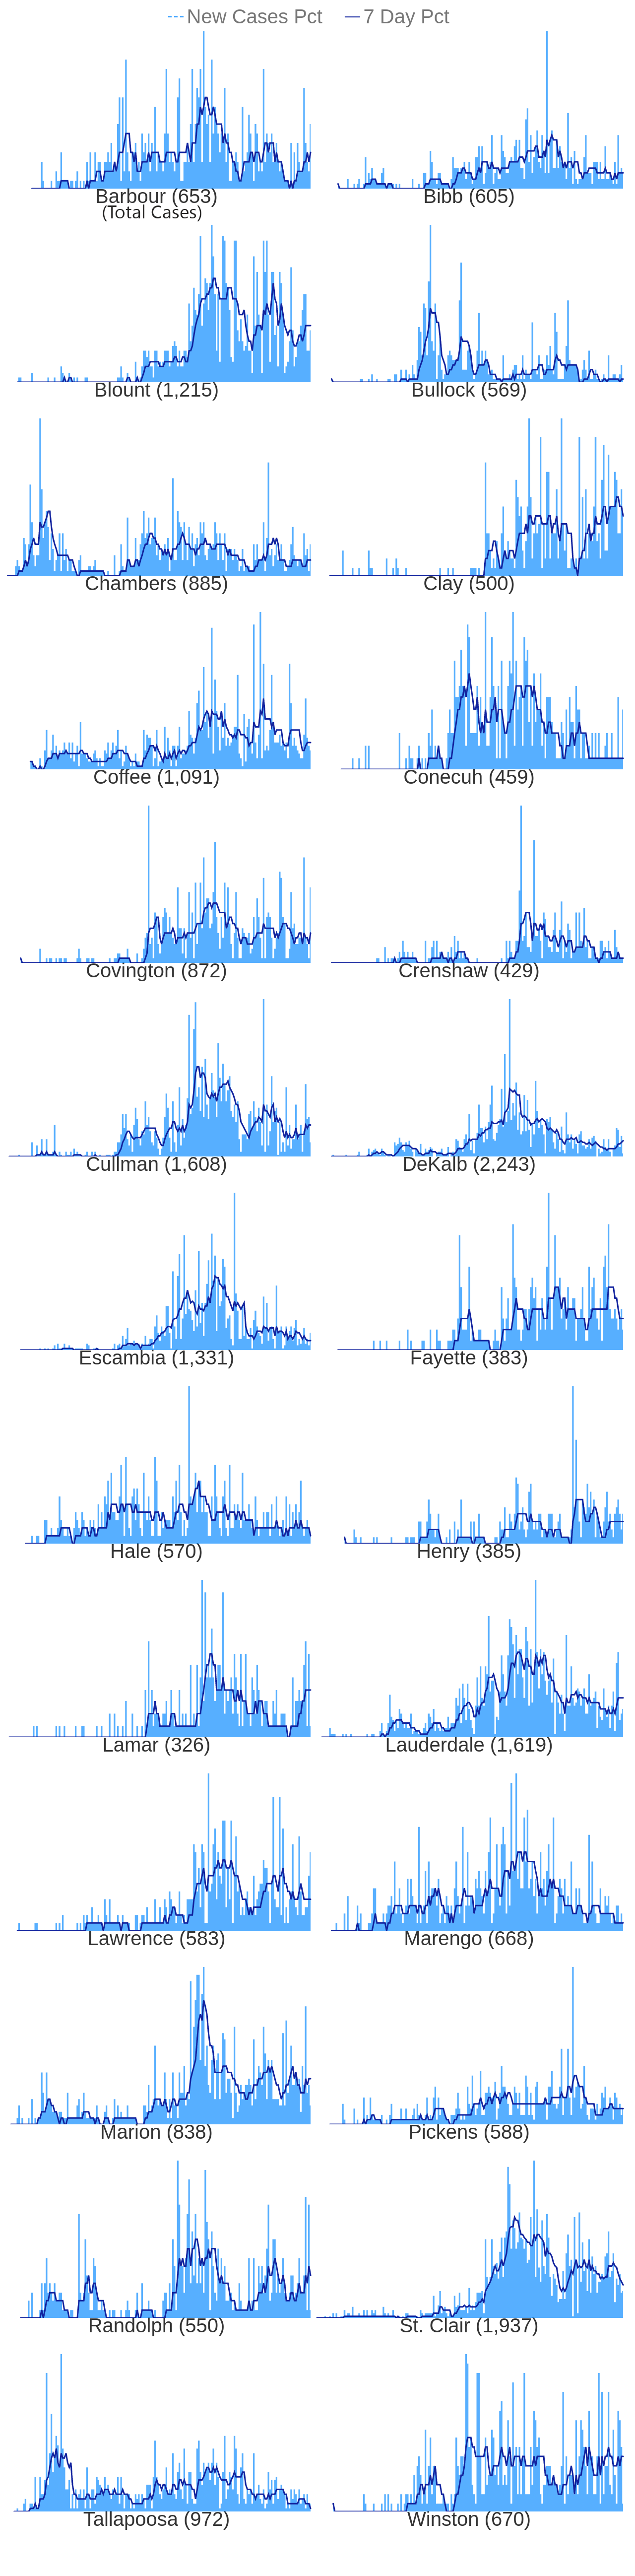 New Cases Pct 7 Day Pct
Barbour (653) Bibb (605)
(Total Cases)
Blount (1,215) Bullock (569)
Chambers (885) Clay (500)
Coffee (1,091) Conecuh (459)
Covington (872) Crenshaw (429)
Cullman (1,608) DeKalb (2,243)
Escambia (1,331) Fayette (383)
Hale (570) Henry (385)
Lamar (326) Lauderdale (1,619)
Lawrence (583) Marengo (668)
Marion (838) Pickens (588)
Randolph (550) St. Clair (1,937)
Tallapoosa (972) Winston (670)